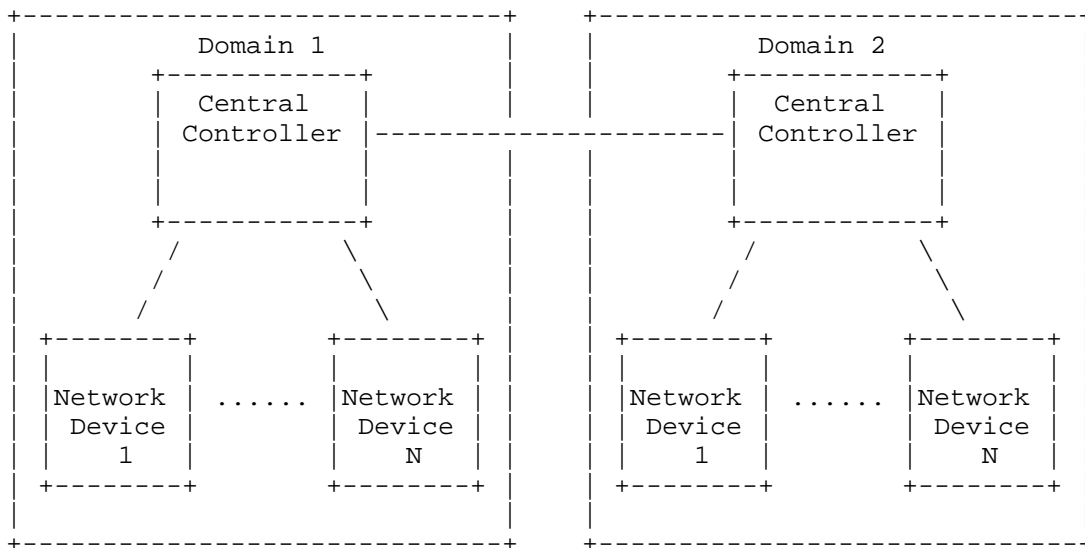 Domain 1 Domain 2
Central Central
Controller Controller
Network ...... Network Network ...... Network
Device Device Device Device
1 N 1 N